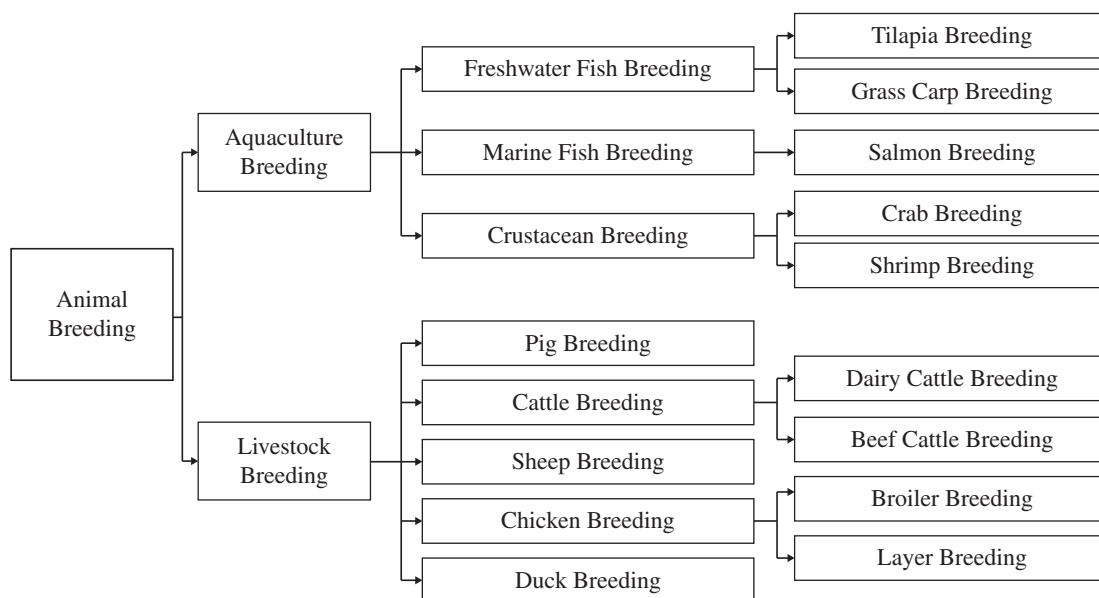 Animal
Breeding
Aquaculture
Breeding
Freshwater Fish Breeding
Tilapia Breeding
Grass Carp Breeding
Marine Fish Breeding
Salmon Breeding
Crustacean Breeding
Crab Breeding
Shrimp Breeding
Livestock
Breeding
Pig Breeding
Cattle Breeding
Dairy Cattle Breeding
Beef Cattle Breeding
Sheep Breeding
Chicken Breeding
Broiler Breeding
Layer Breeding
Duck Breeding